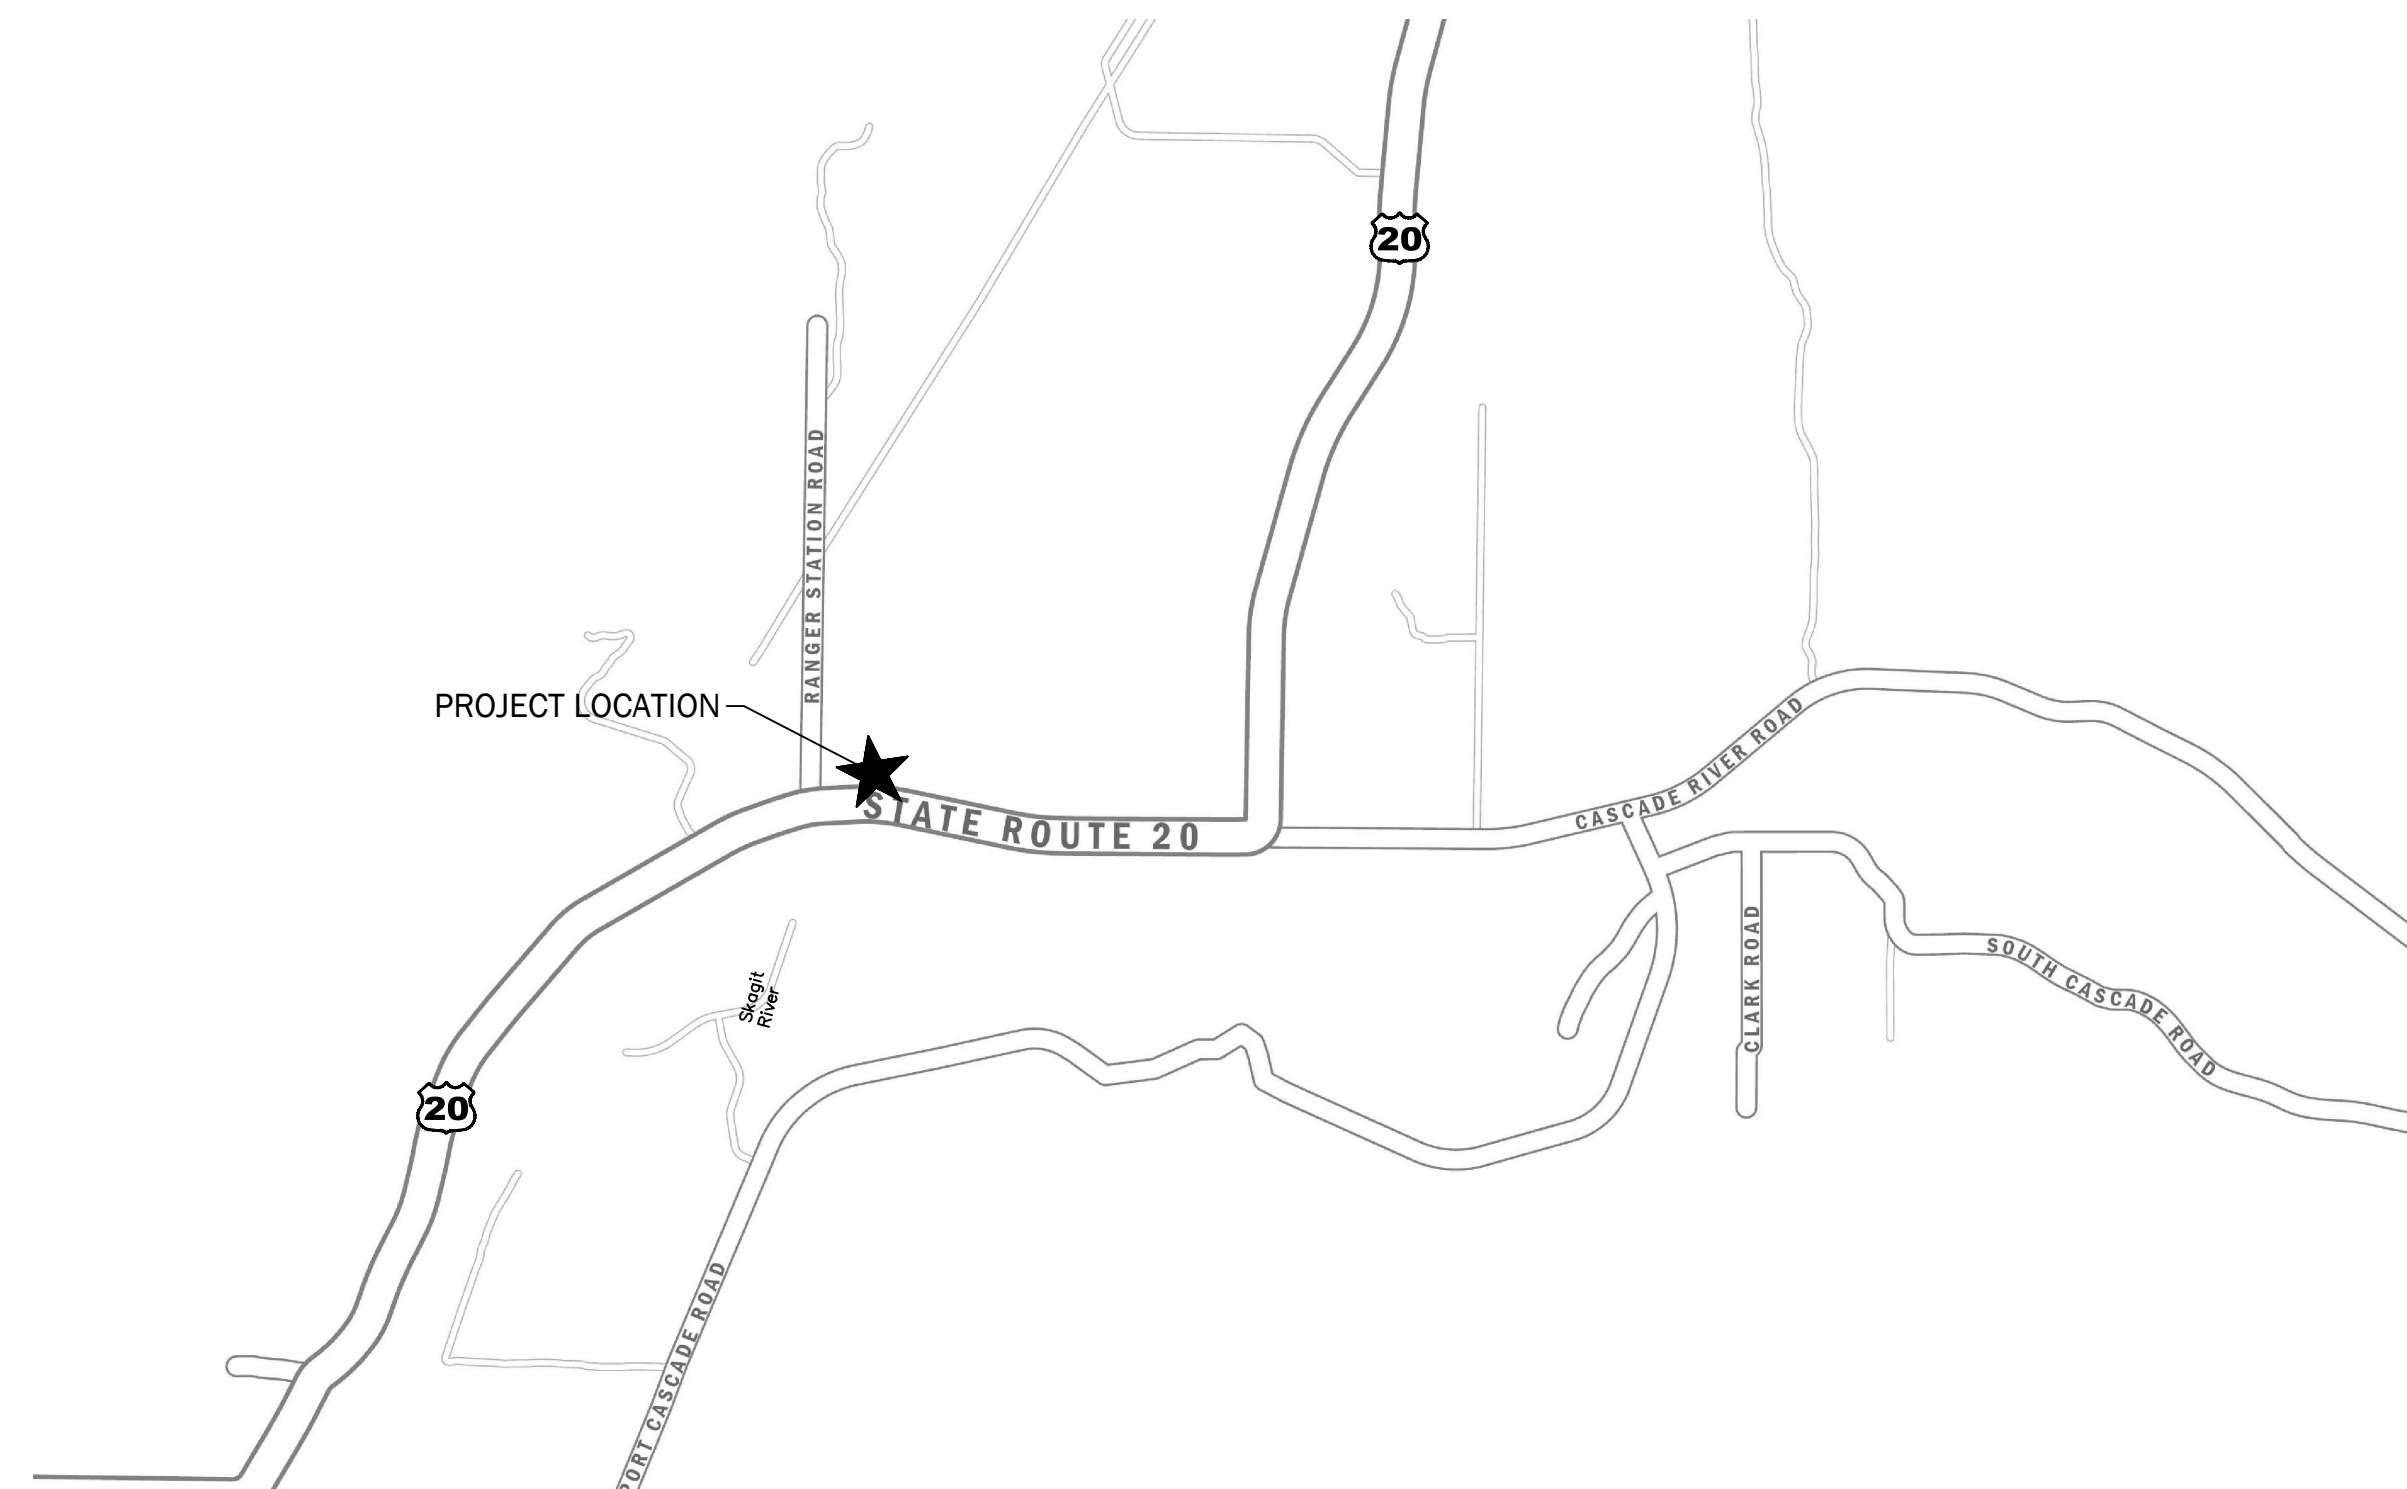 20
RANGER STATION ROAD
PROJECT LOCATION
CASCADE RIVER ROAD
STATE ROUTE 20
CLARK ROAD
SOUTH CASCADE ROAD
Skagit
River
20
CASCADE ROAD